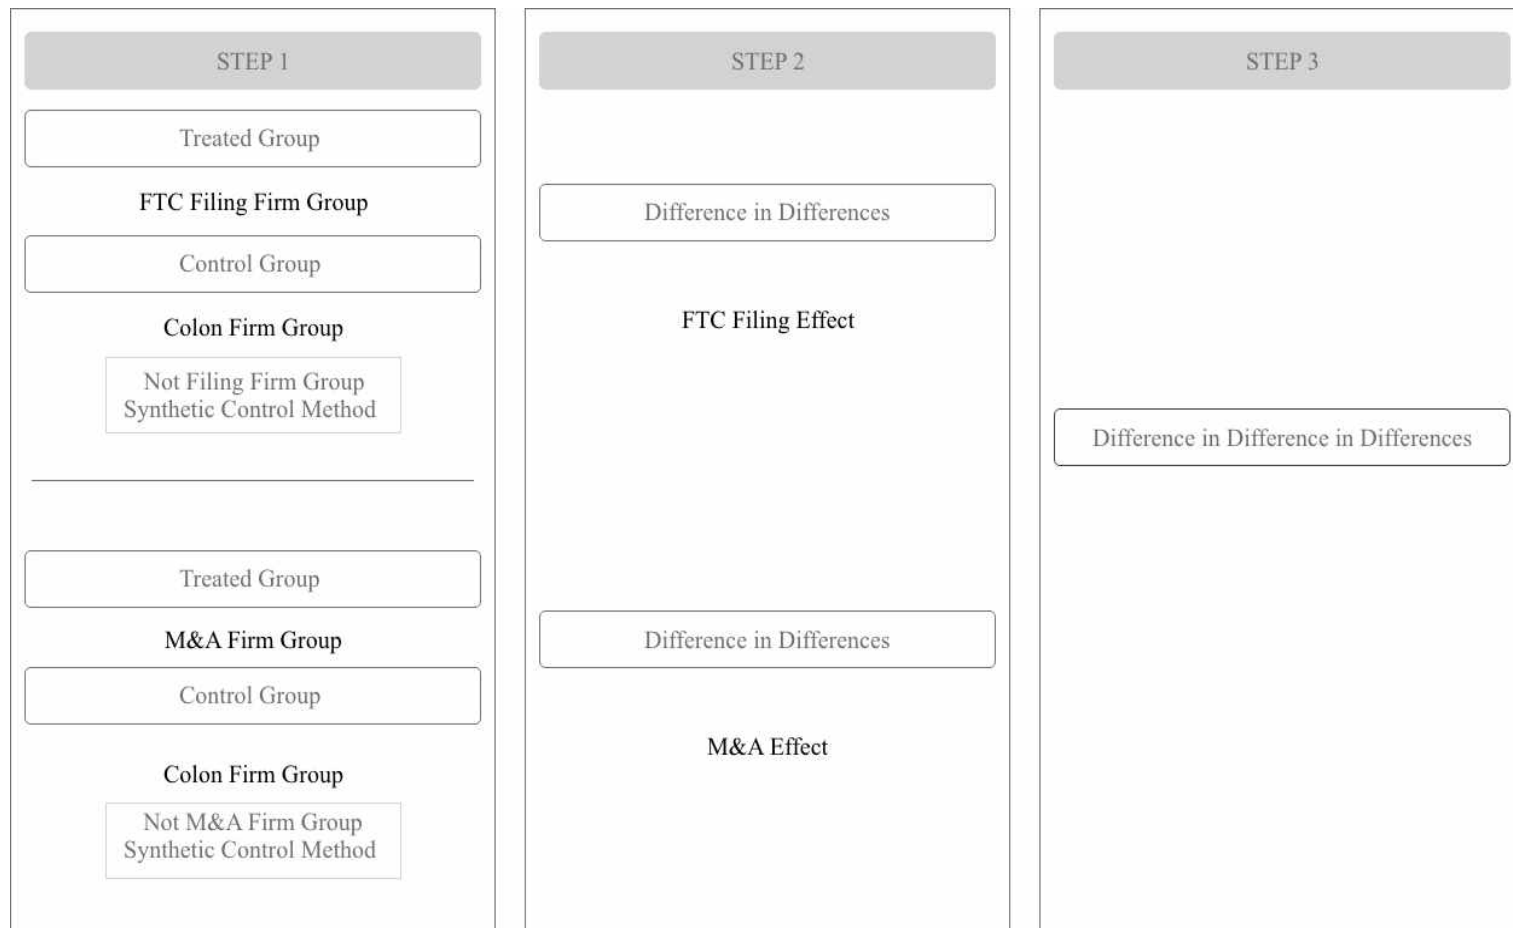 STEP 1
Treated Group
FTC Filing Firm Group
Control Group
Colon Firm Group
Not Filing Firm Group
Synthetic Control Method
Treated Group
M&A Firm Group
Control Group
Colon Firm Group
Not M&A Firm Group
Synthetic Control Method
STEP 2
Difference in Differences
FTC Filing Effect
Difference in Differences
M&A Effect
STEP 3
Difference in Difference in Differences